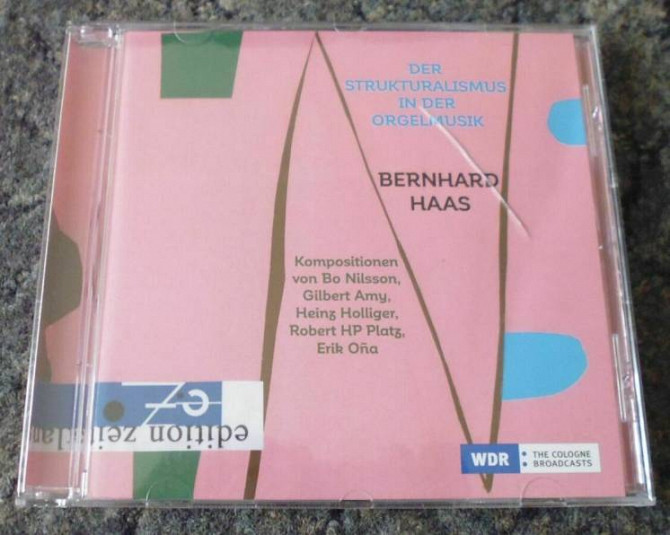 DER
STRUKTURALISMUS
IN DER
ORGELMUSIK
BERNHARD
HAAS
Kompositionen
von Bo Nilsson,
Gilbert Amy,
Heinz Holliger,
Robert HP Platz,
Erik Oña
edition
WDR THE COLOGNE
BROADCASTS